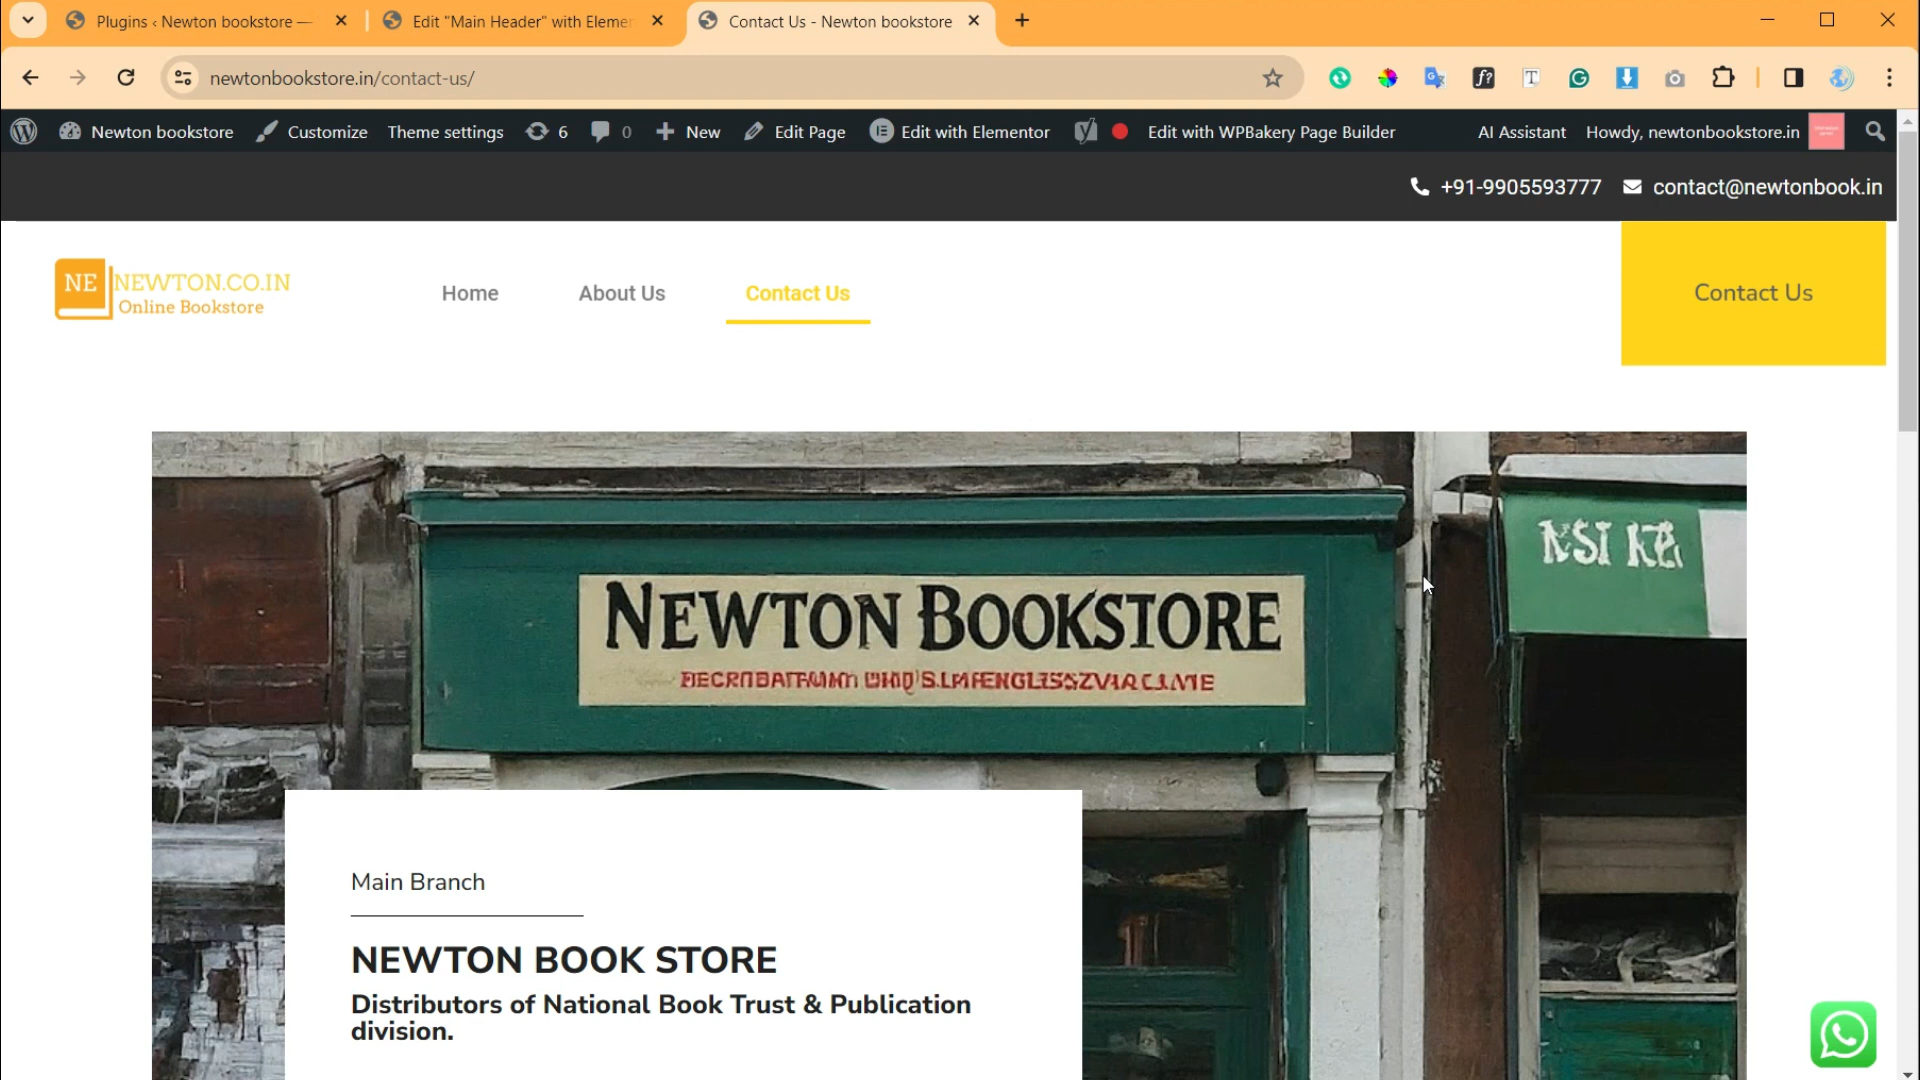 Plugins ‹ Newton bookstore —
Edit "Main Header" with Elemen
Contact Us - Newton bookstore
newtonbookstore.in/contact-us/
Newton bookstore
Customize
Theme settings
6
0
New
Edit Page
Edit with Elementor
Edit with WPBakery Page Builder
AI Assistant
Howdy, newtonbookstore.in
+91-9905593777
contact@newtonbook.in
NE
NEWTON.CO.IN
Online Bookstore
Home
About Us
Contact Us
Contact Us
NEWTON BOOKSTORE
Main Branch
NEWTON BOOK STORE
Distributors of National Book Trust & Publication
division.